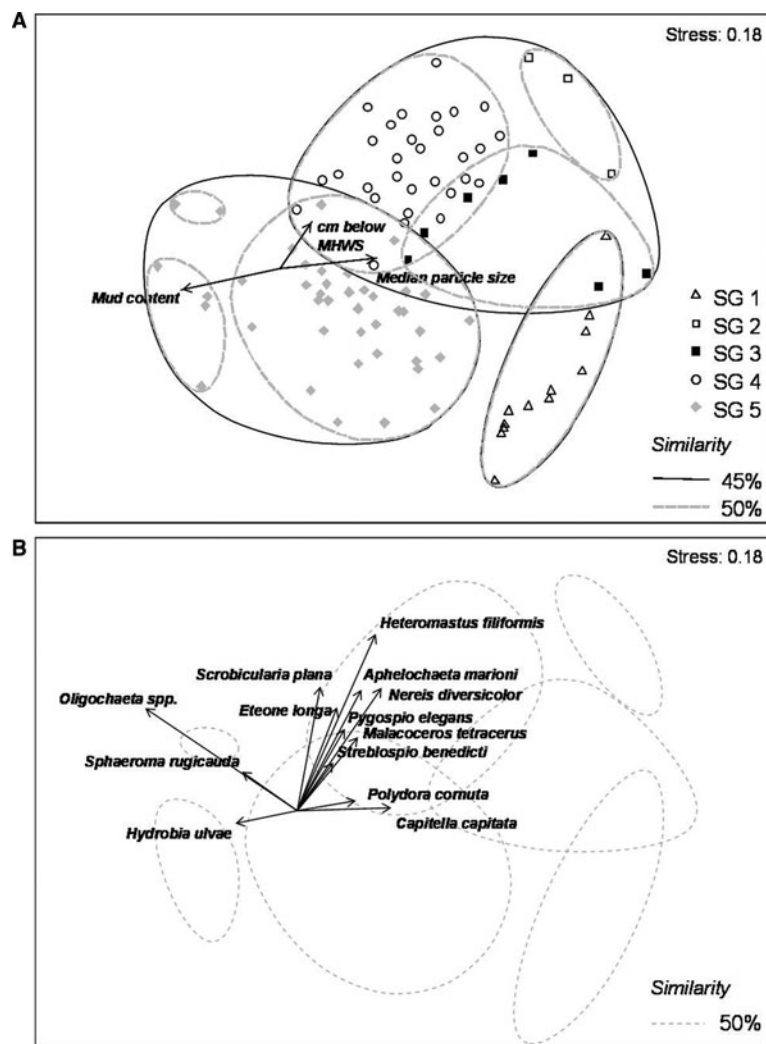 A
Stress: 0.18
cm below
MHWS
Median particle size
Mud content
SG 1
SG 2
SG 3
SG 4
SG 5
Similarity
45%
50%
B
Stress: 0.18
Heteromastus filiformis
Scrobicularia plana
Aphelochaeta marioni
Oligochaeta spp.
Nereis diversicolor
Eteone longa
Pygospio elegans
Malacoceros tetracerus
Streblospio benedicti
Sphaeroma rugicauda
Polydora cornuta
Capitella capitata
Hydrobia ulvae
Similarity
50%